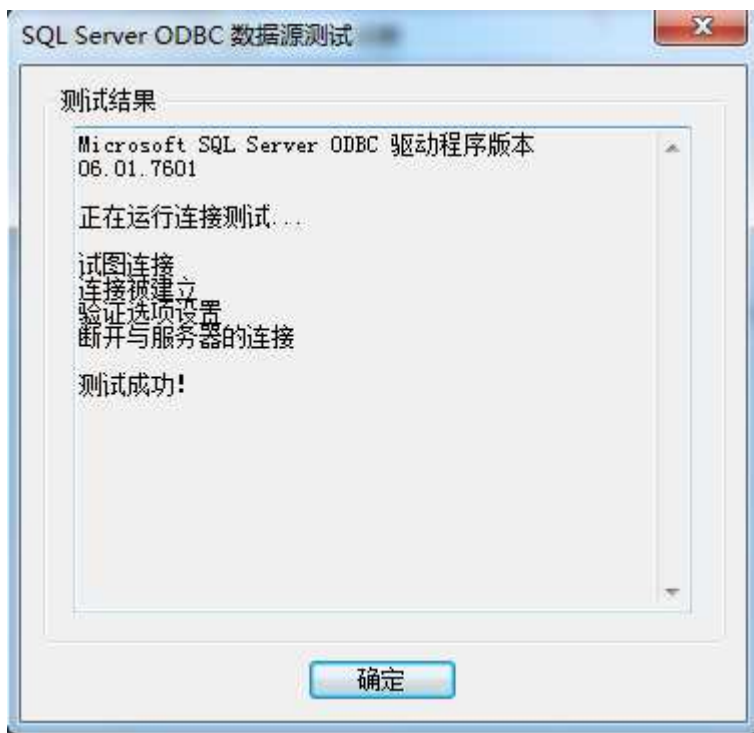 SQL Server ODBC 数据源测试
测试结果
Microsoft SQL Server ODBC 驱动程序版本
06.01.7601
正在运行连接测试...
试图连接
连接被建立
验证选项设置
断开与服务器的连接
测试成功!
确定